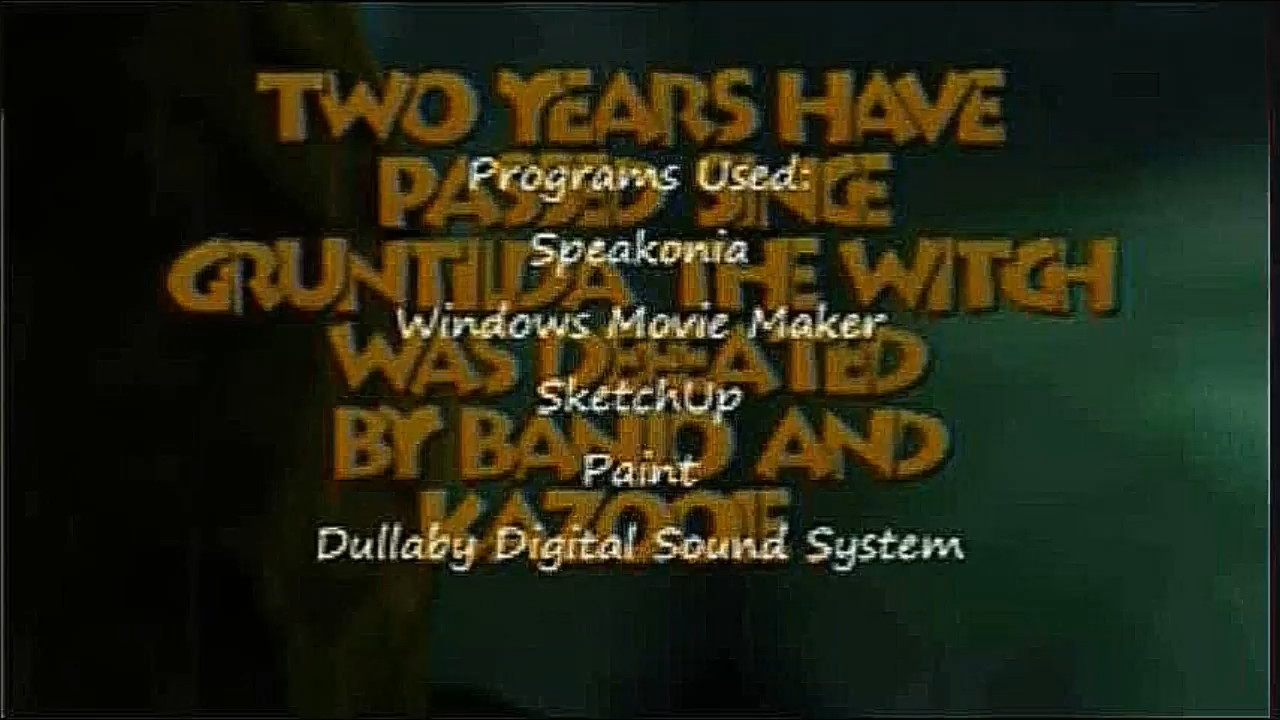 TWO YEARS HAVE
PASSED SINCE
GRUNTILDA THE WITCH
WAS DEFEATED
BY BANJO AND
KAZOOIE
Programs Used:
Speakonia
Windows Movie Maker
SketchUp
Paint
Dullaby Digital Sound System